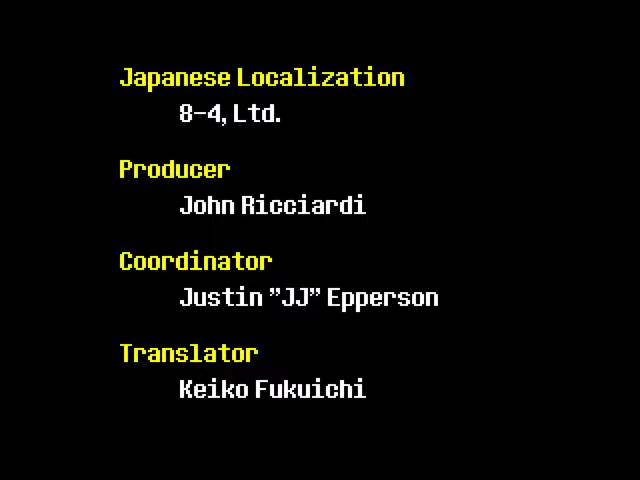 Japanese Localization
8-4, Ltd.
Producer
John Ricciardi
Coordinator
Justin ”JJ” Epperson
Translator
Keiko Fukuichi